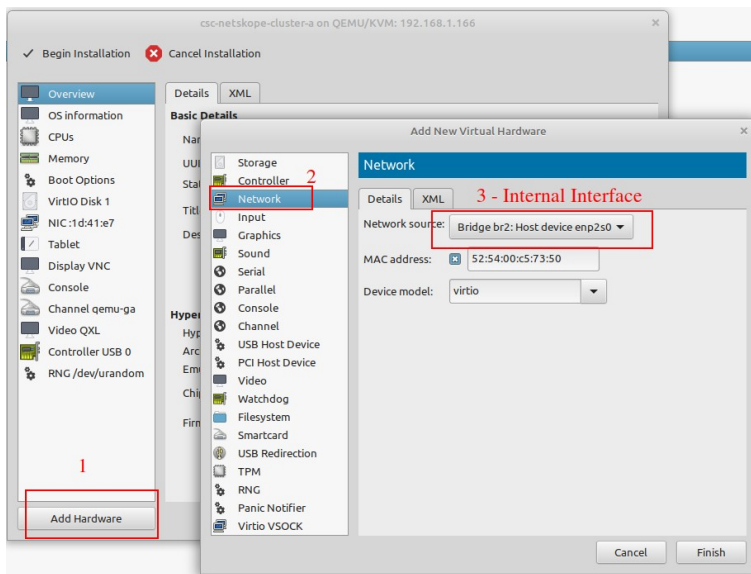 csc-netskope-cluster-a on QEMU/KVM: 192.168.1.166
Begin Installation
Cancel Installation
Overview
OS information
CPUs
Memory
Boot Options
VirtIO Disk 1
NIC :1d:41:e7
Tablet
Display VNC
Console
Channel qemu-ga
Video QXL
Controller USB 0
RNG /dev/urandom
1
Add Hardware
Details
XML
Basic Details
Add New Virtual Hardware
Storage
Controller
2
Network
Input
Graphics
Sound
Serial
Parallel
Console
Channel
USB Host Device
PCI Host Device
Video
Watchdog
Filesystem
Smartcard
USB Redirection
TPM
RNG
Panic Notifier
Virtio VSOCK
Network
Details
XML
3 - Internal Interface
Network source:
Bridge br2: Host device enp2s0
MAC address:
52:54:00:c5:73:50
Device model:
virtio
Cancel
Finish